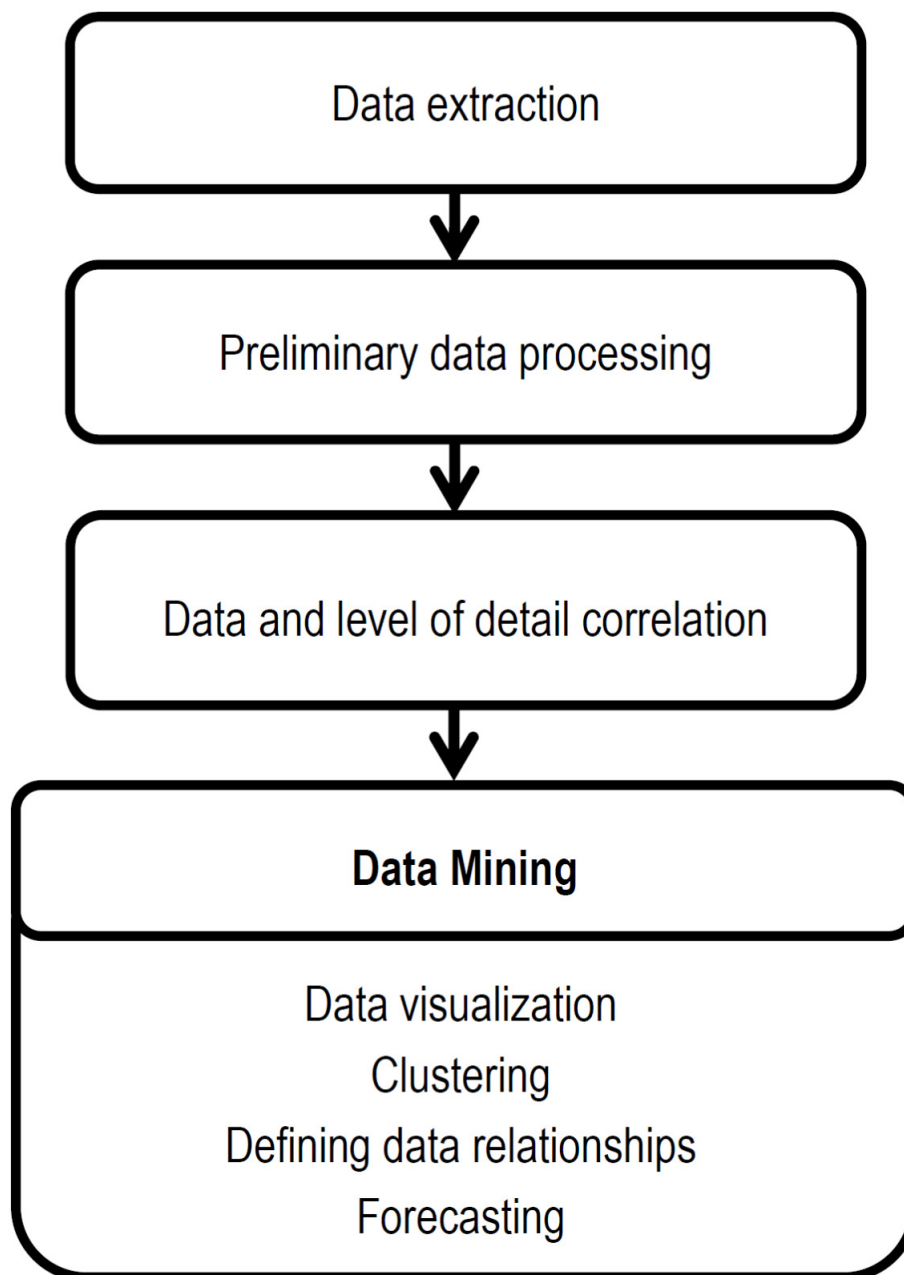 Data extraction
Preliminary data processing
Data and level of detail correlation
Data Mining
Data visualization
Clustering
Defining data relationships
Forecasting